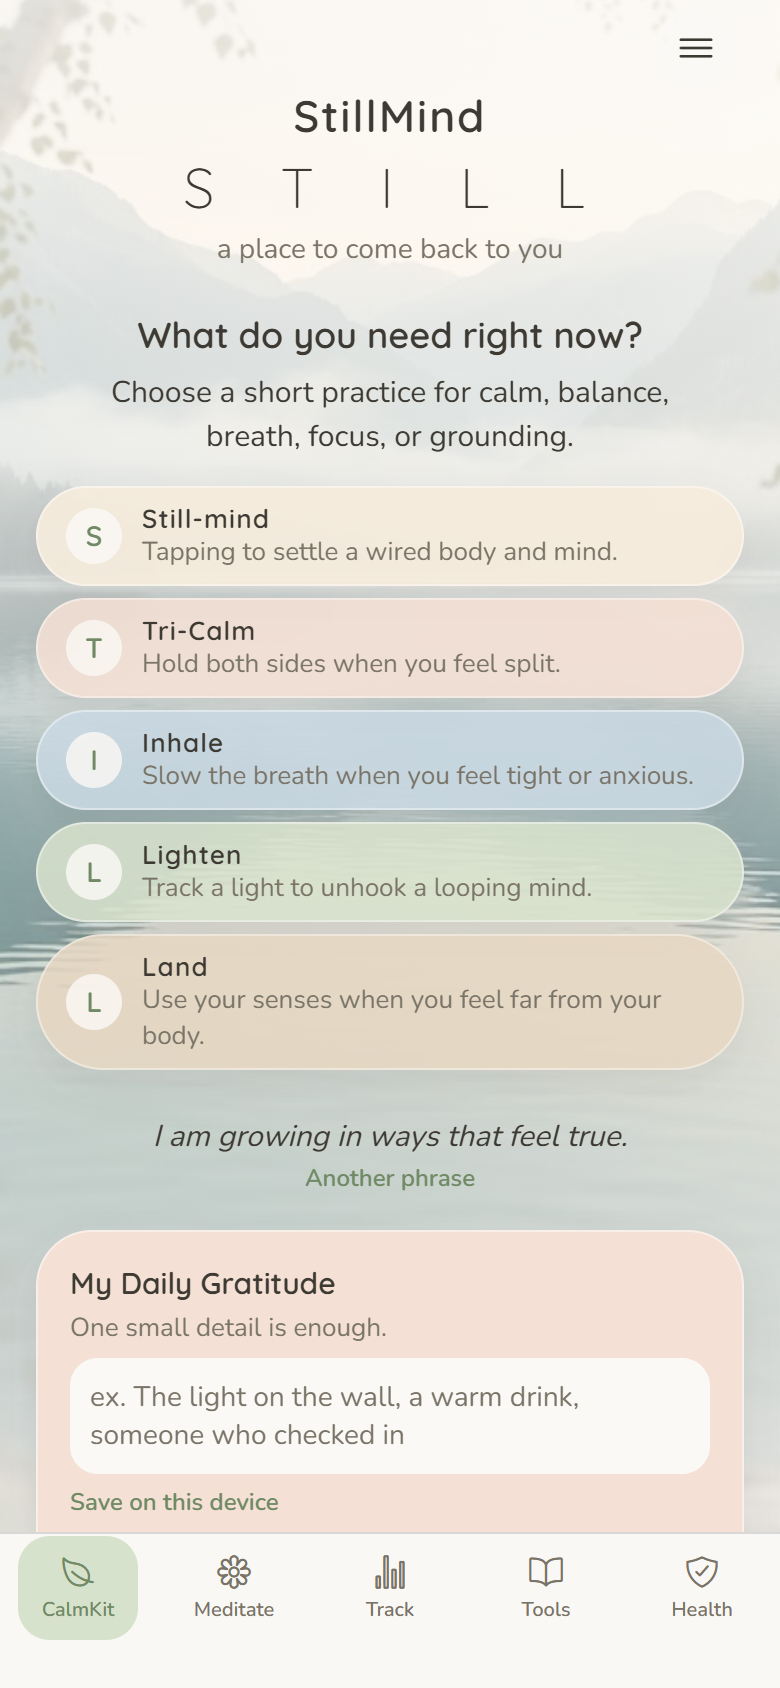 StillMind
S T I L L
a place to come back to you
What do you need right now?
Choose a short practice for calm, balance,
breath, focus, or grounding.
S
Still-mind
Tapping to settle a wired body and mind.
T
Tri-Calm
Hold both sides when you feel split.
I
Inhale
Slow the breath when you feel tight or anxious.
L
Lighten
Track a light to unhook a looping mind.
L
Land
Use your senses when you feel far from your
body.
I am growing in ways that feel true.
Another phrase
My Daily Gratitude
One small detail is enough.
ex. The light on the wall, a warm drink,
someone who checked in
Save on this device
CalmKit Meditate Track Tools Health